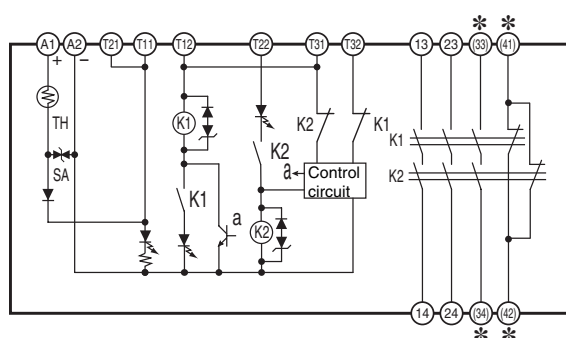 A1 A2 T21 T11 T12 T22 T31 T32 13 23 (33) (41)
+ −
K1
TH
K2 K1
K1
SA
K2
a
Control
circuit
K2
K1
a
K2
14 24 (34) (42)
* *
* *